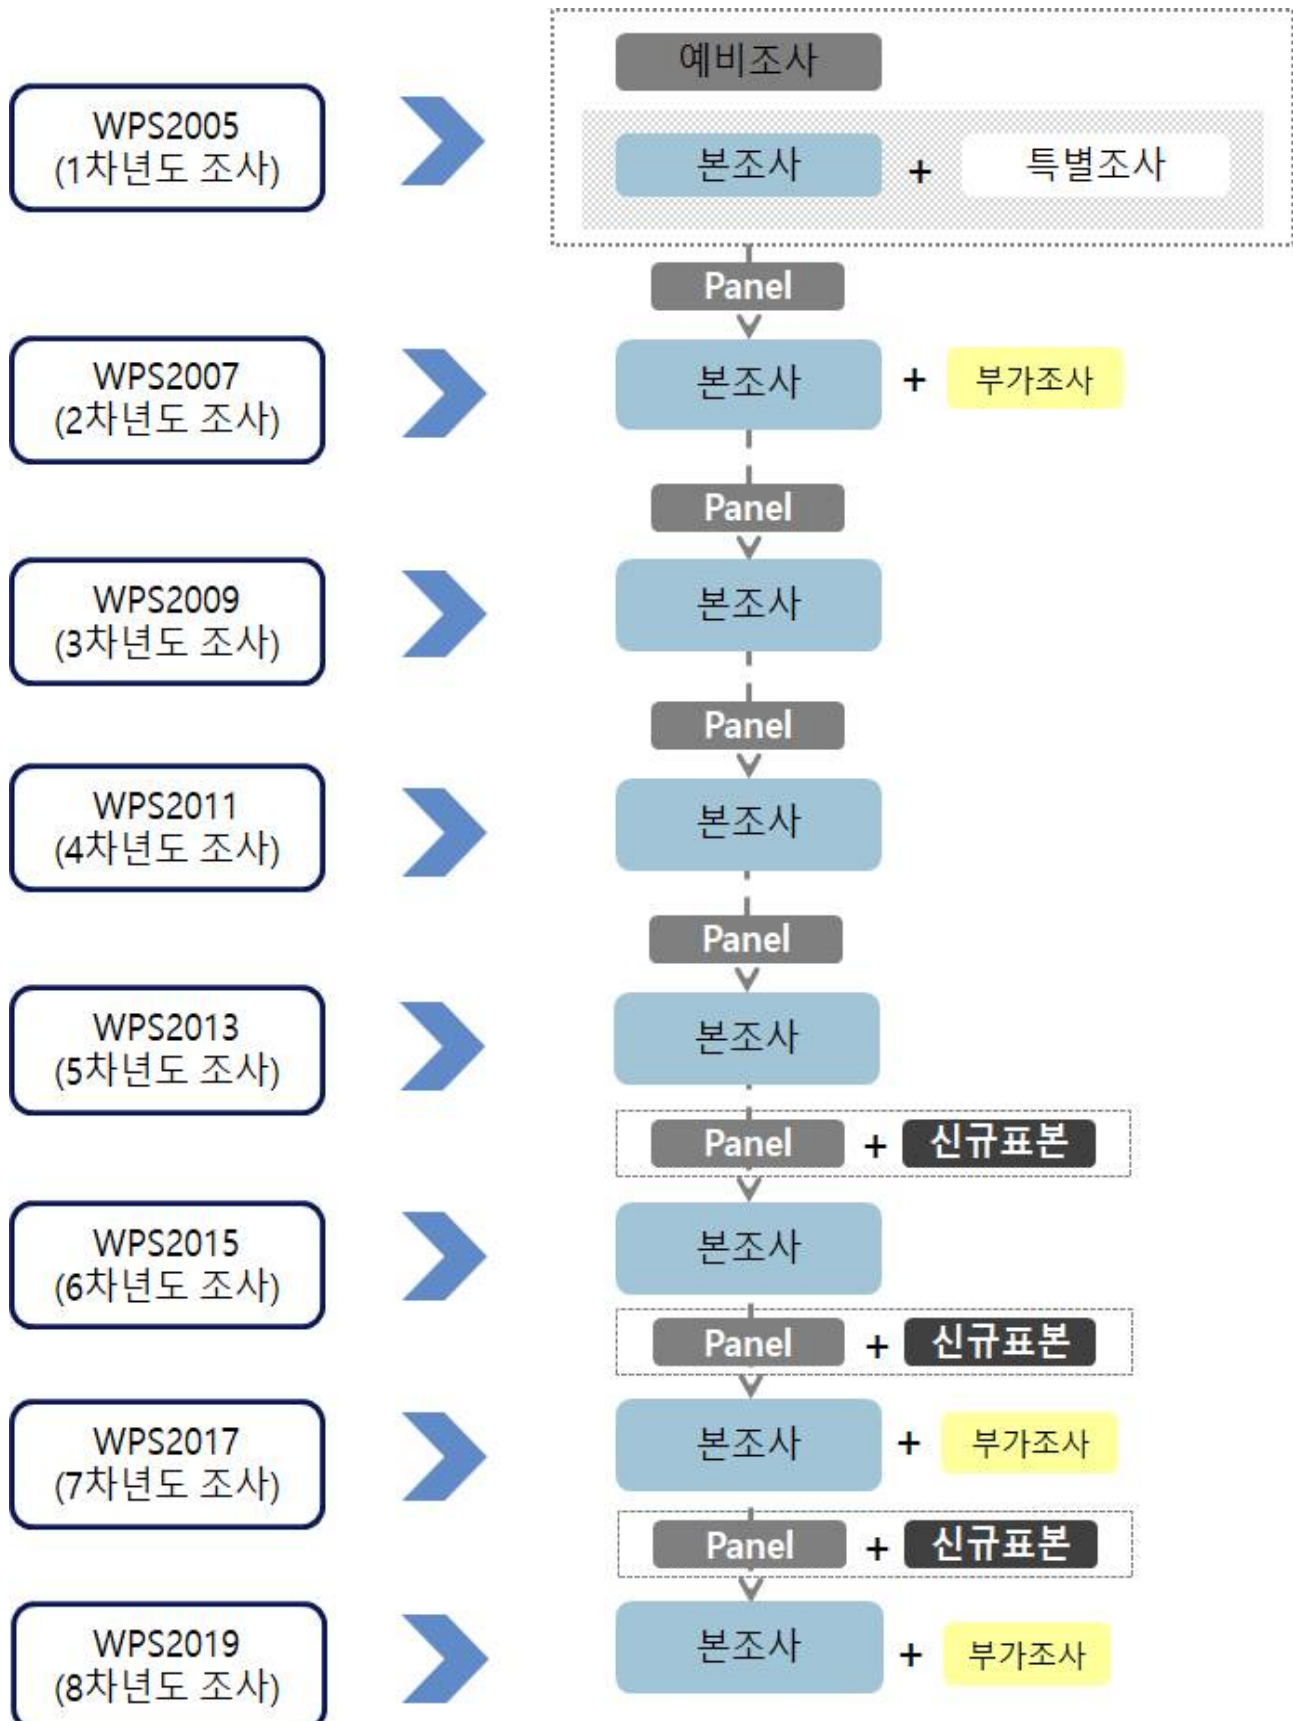 예비조사
WPS2005
(1차년도 조사)
본조사 + 특별조사
Panel
WPS2007
(2차년도 조사)
본조사 + 부가조사
Panel
WPS2009
(3차년도 조사)
본조사
Panel
WPS2011
(4차년도 조사)
본조사
Panel
WPS2013
(5차년도 조사)
본조사
Panel + 신규표본
WPS2015
(6차년도 조사)
본조사
Panel + 신규표본
WPS2017
(7차년도 조사)
본조사 + 부가조사
Panel + 신규표본
WPS2019
(8차년도 조사)
본조사 + 부가조사